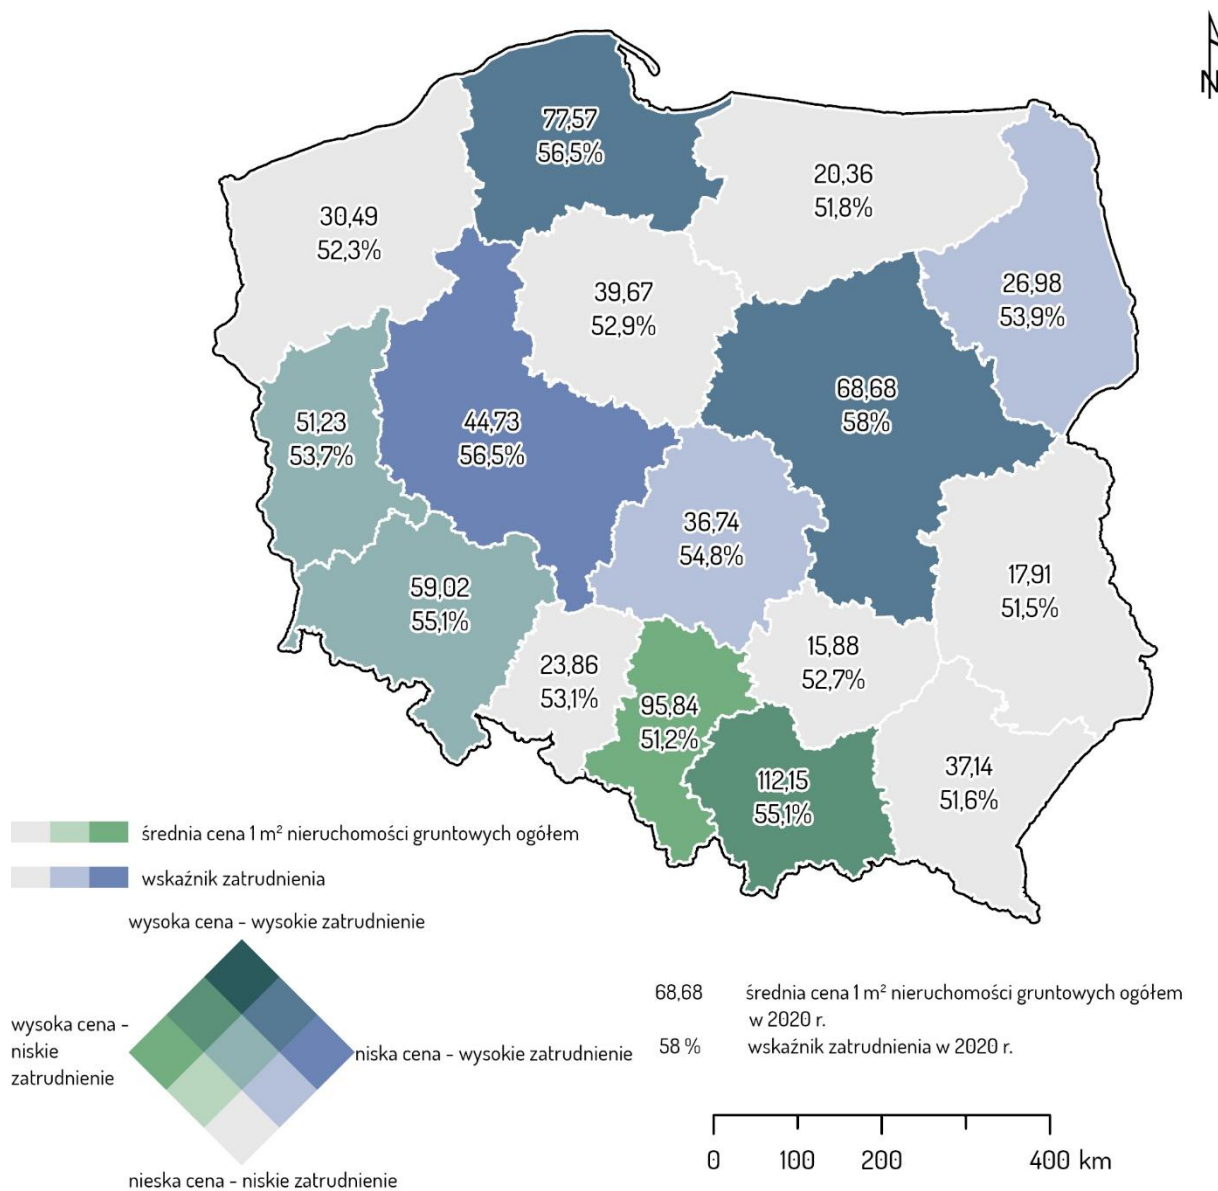 N
77,57
56,5%
20,36
51,8%
30,49
52,3%
26,98
53,9%
39,67
52,9%
68,68
58%
51,23
53,7%
44,73
56,5%
36,74
54,8%
17,91
51,5%
59,02
55,1%
15,88
52,7%
23,86
53,1%
95,84
51,2%
37,14
51,6%
112,15
55,1%
średnia cena 1 m² nieruchomości gruntowych ogółem
wskaźnik zatrudnienia
wysoka cena - wysokie zatrudnienie
wysoka cena -
niskie
zatrudnienie
niska cena - wysokie zatrudnienie
nieska cena - niskie zatrudnienie
68,68 średnia cena 1 m² nieruchomości gruntowych ogółem
w 2020 r.
58 % wskaźnik zatrudnienia w 2020 r.
0 100 200 400 km